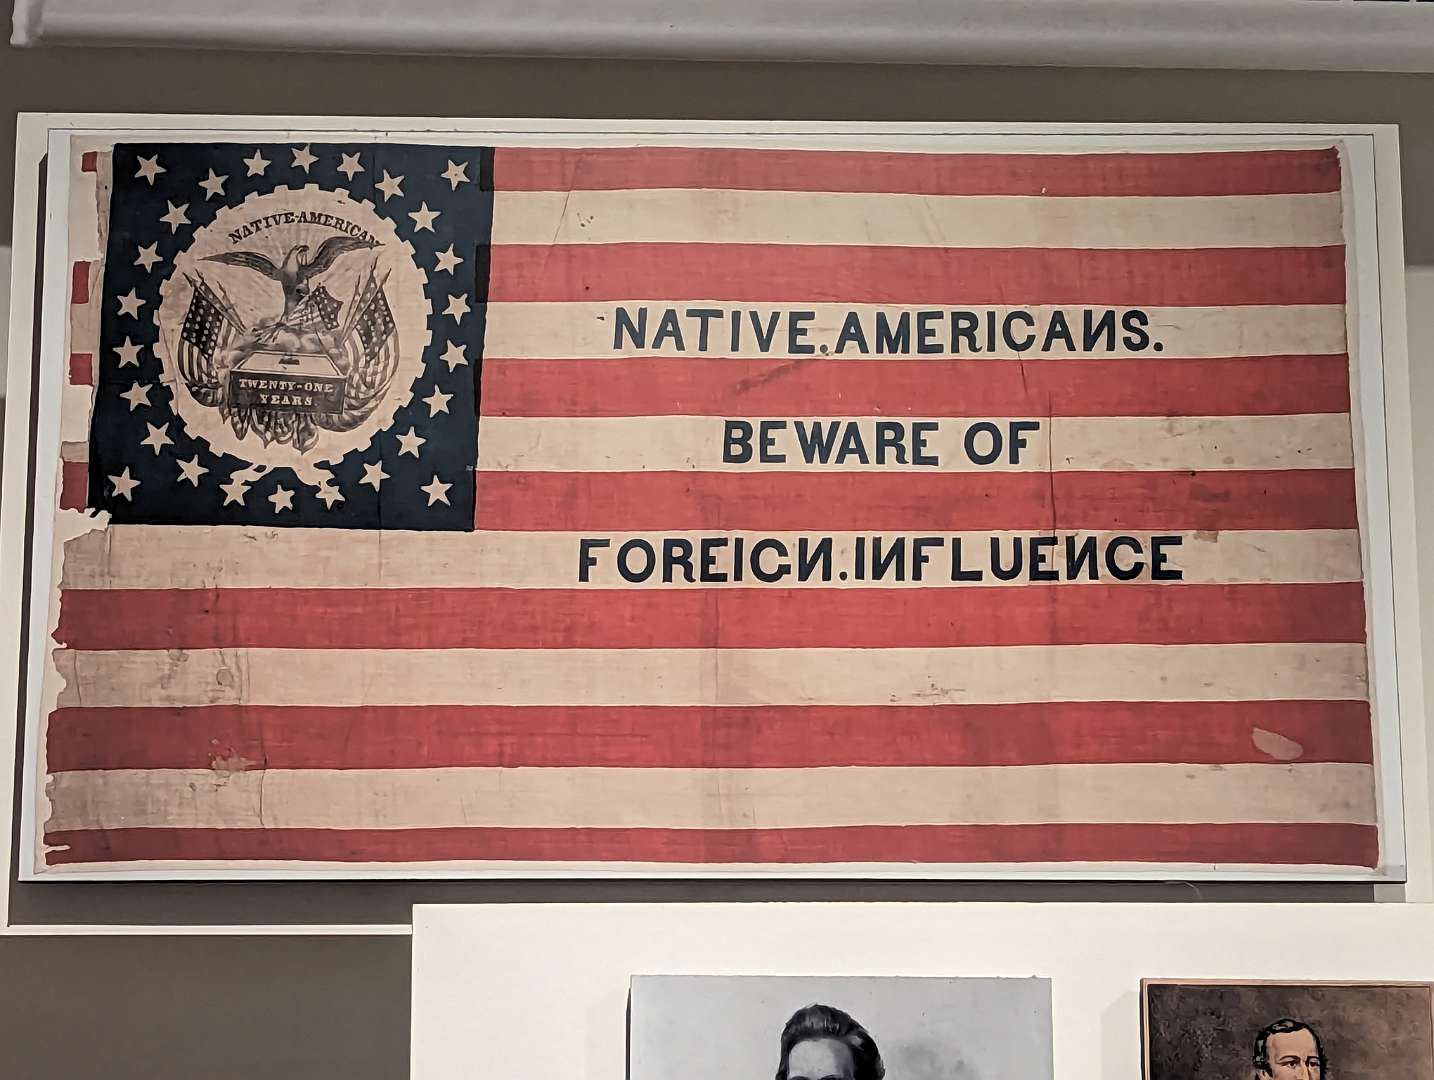 NATIVE-AMERICAN
TWENTY-ONE
YEARS
NATIVE.AMERICANS.
BEWARE OF
FOREIGN.INFLUENCE